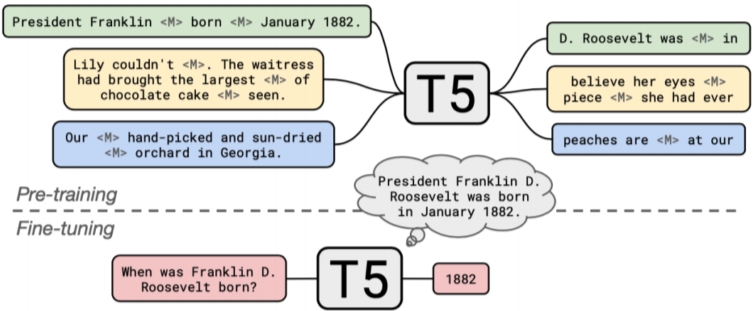 President Franklin <M> born <M> January 1882.
Lily couldn't <M>. The waitress
had brought the largest <M> of
chocolate cake <M> seen.
Our <M> hand-picked and sun-dried
<M> orchard in Georgia.
T5
D. Roosevelt was <M> in
believe her eyes <M>
piece <M> she had ever
peaches are <M> at our
Pre-training
President Franklin D.
Roosevelt was born
in January 1882.
Fine-tuning
When was Franklin D.
Roosevelt born?
T5
1882